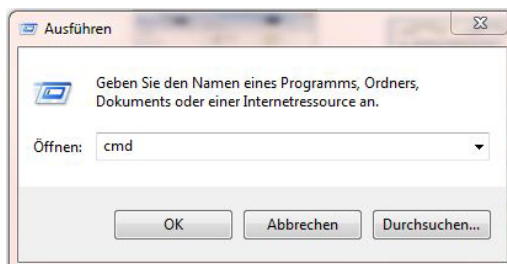 Ausführen
Geben Sie den Namen eines Programms, Ordners,
Dokuments oder einer Internetressource an.
Öffnen: cmd
OK Abbrechen Durchsuchen...